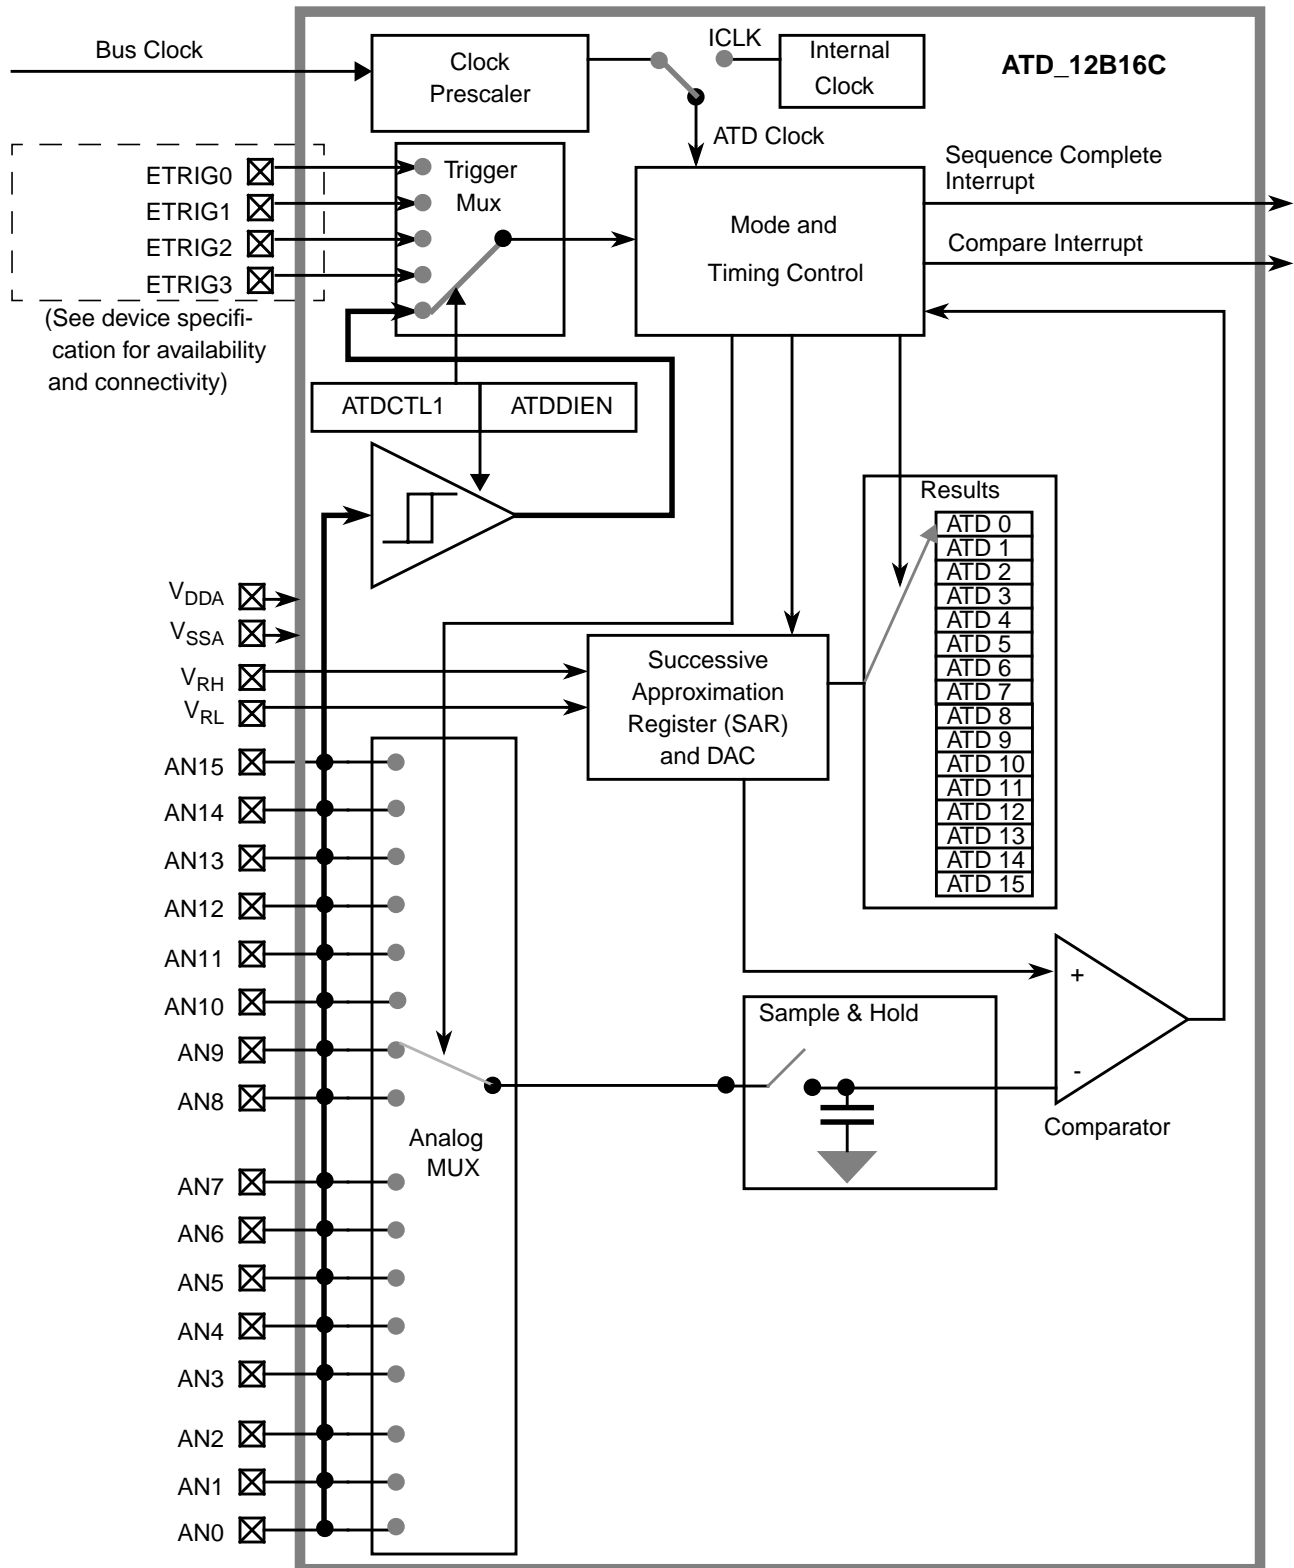 Bus Clock
Clock
Prescaler
ICLK
Internal
Clock
ATD_12B16C
ATD Clock
ETRIG0
ETRIG1
ETRIG2
ETRIG3
(See device specifi-
cation for availability
and connectivity)
Trigger
Mux
Mode and
Timing Control
Sequence Complete
Interrupt
Compare Interrupt
ATDCTL1
ATDDIEN
Results
ATD 0
ATD 1
ATD 2
ATD 3
ATD 4
ATD 5
ATD 6
ATD 7
ATD 8
ATD 9
ATD 10
ATD 11
ATD 12
ATD 13
ATD 14
ATD 15
VDDA
VSSA
VRH
VRL
Successive
Approximation
Register (SAR)
and DAC
AN15
AN14
AN13
AN12
AN11
AN10
AN9
AN8
AN7
AN6
AN5
AN4
AN3
AN2
AN1
AN0
Analog
MUX
Sample & Hold
+
-
Comparator